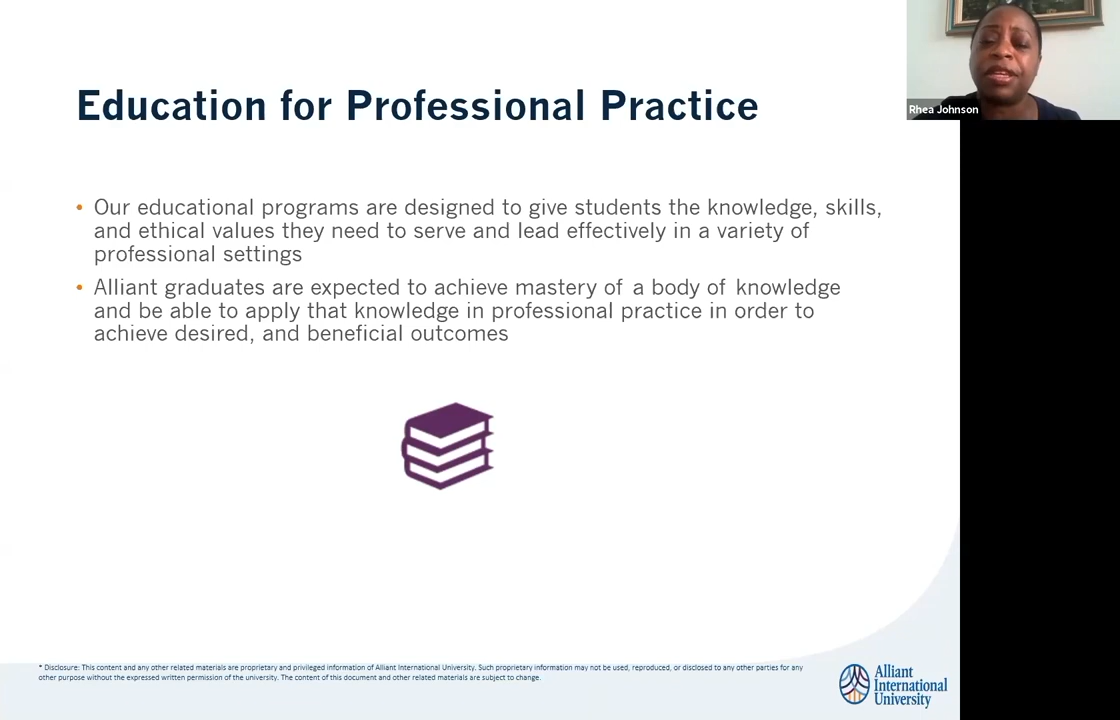 Education for Professional Practice
Rhea Johnson
• Our educational programs are designed to give students the knowledge, skills,
and ethical values they need to serve and lead effectively in a variety of
professional settings
• Alliant graduates are expected to achieve mastery of a body of knowledge
and be able to apply that knowledge in professional practice in order to
achieve desired, and beneficial outcomes
* Disclosure: This content and any other related materials are proprietary and privileged information of Alliant International University. Such proprietary information may not be used, reproduced, or disclosed to any other parties for any
other purpose without the expressed written permission of the university. The content of this document and other related materials are subject to change.
Alliant
International
University